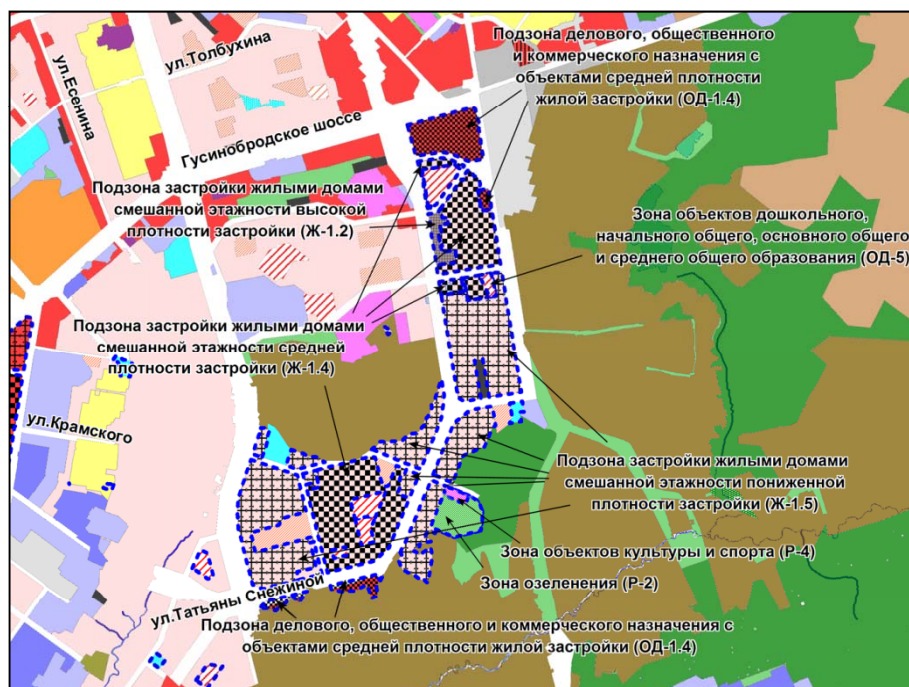 Подзона делового, общественного
и коммерческого назначения с
объектами средней плотности
жилой застройки (ОД-1.4)
ул.Есенина
ул.Толбухина
Гусинобродское шоссе
Подзона застройки жилыми домами
смешанной этажности высокой
плотности застройки (Ж-1.2)
Зона объектов дошкольного,
начального общего, основного общего
и среднего общего образования (ОД-5)
Подзона застройки жилыми домами
смешанной этажности средней
плотности застройки (Ж-1.4)
ул.Крамского
Подзона застройки жилыми домами
смешанной этажности пониженной
плотности застройки (Ж-1.5)
Зона объектов культуры и спорта (Р-4)
Зона озеленения (Р-2)
ул.Татьяны Снежиной
Подзона делового, общественного и коммерческого назначения с
объектами средней плотности жилой застройки (ОД-1.4)